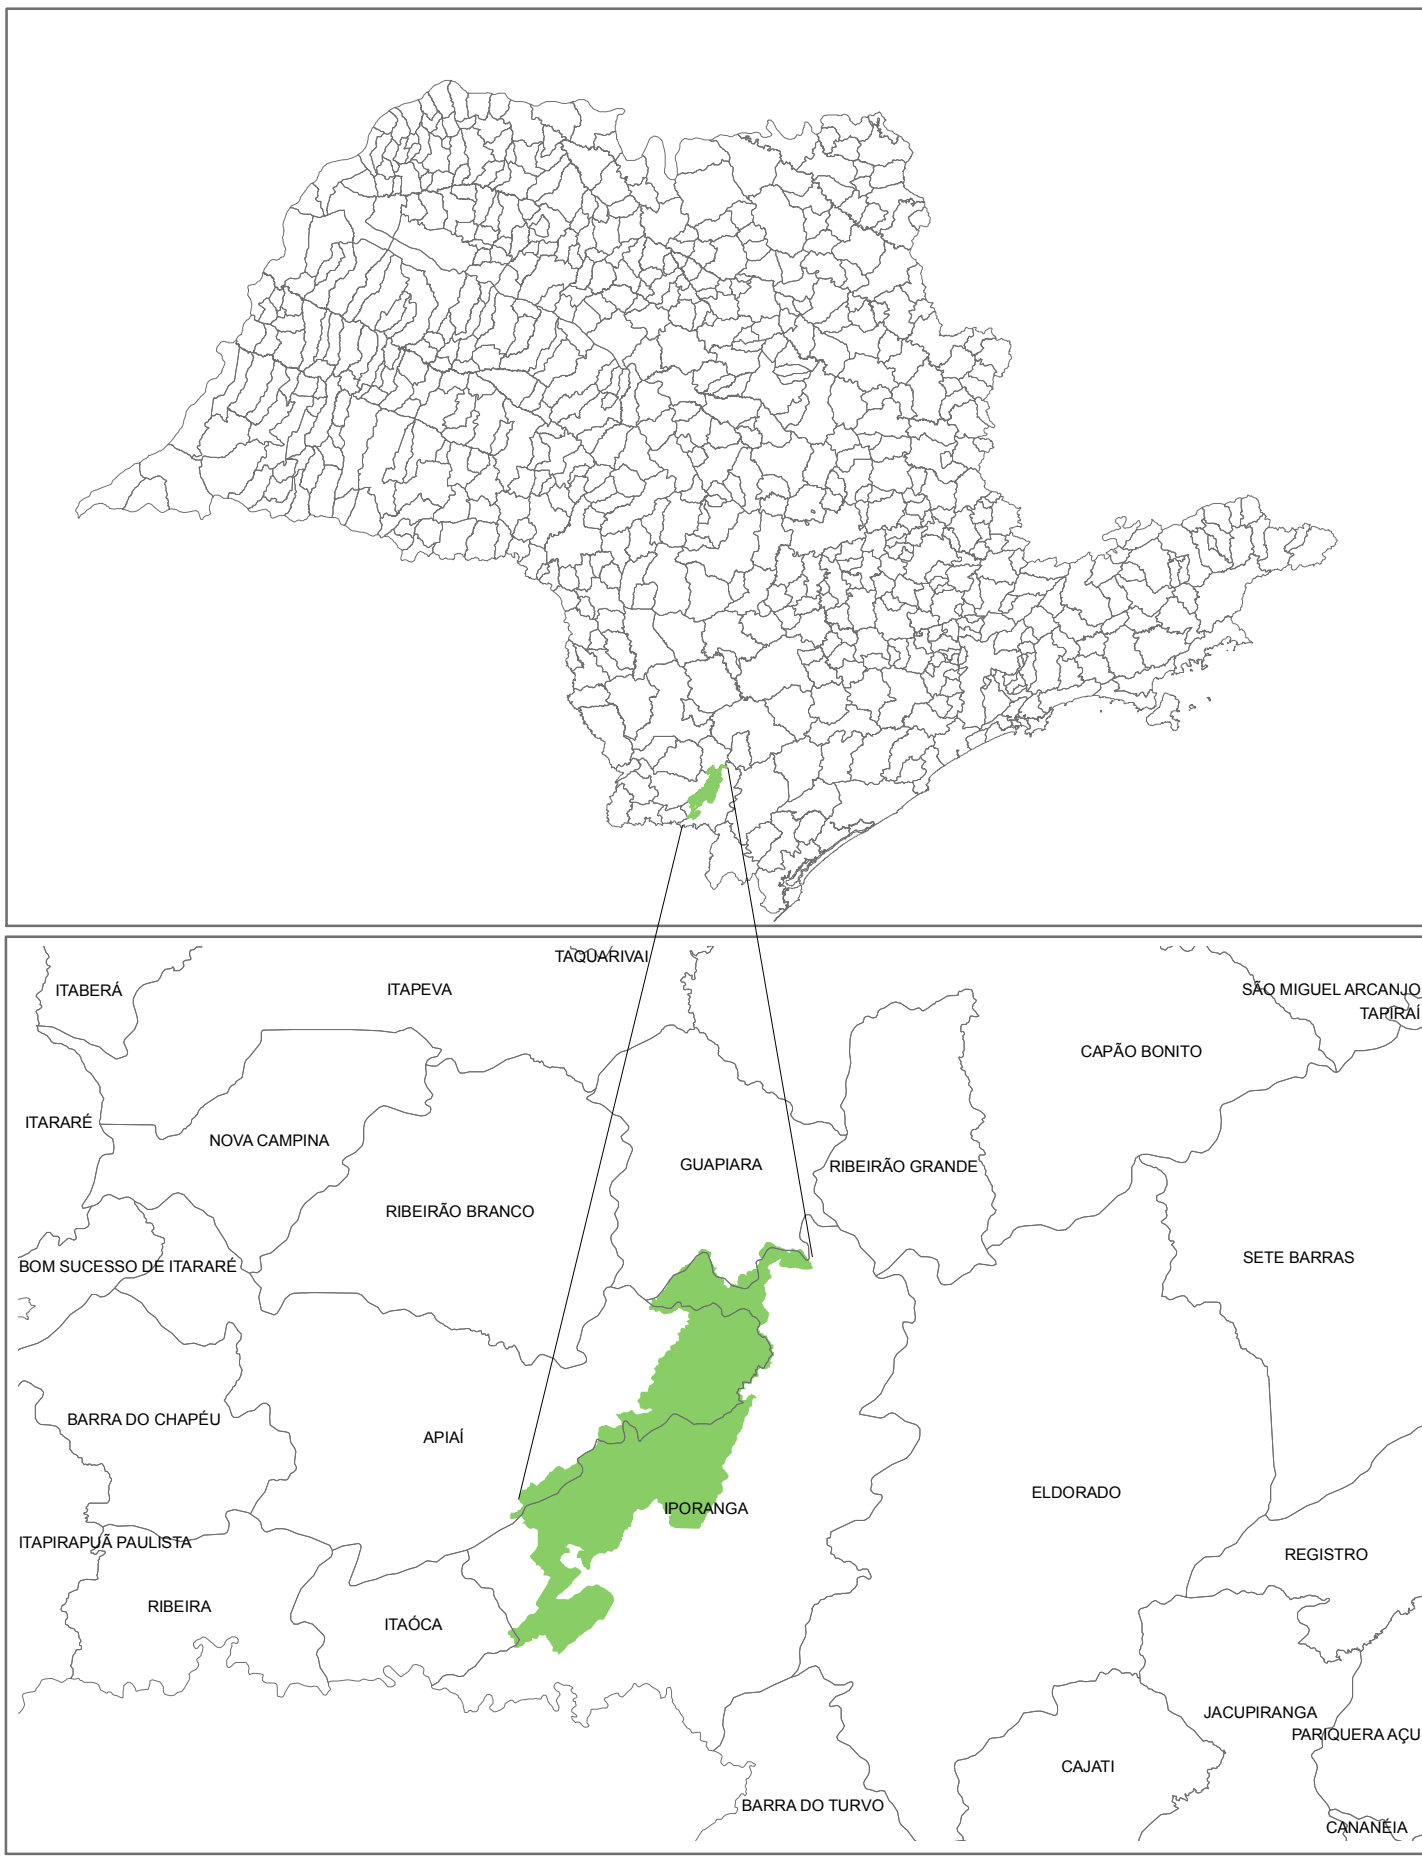 TAQUARIVAI
ITABERÁ
ITAPEVA
SÃO MIGUEL ARCANJO
TAPIRAÍ
CAPÃO BONITO
ITARARÉ
NOVA CAMPINA
GUAPIARA
RIBEIRÃO GRANDE
RIBEIRÃO BRANCO
BOM SUCESSO DE ITARARÉ
SETE BARRAS
BARRA DO CHAPÉU
APIAÍ
ELDORADO
IPORANGA
ITAPIRAPUÃ PAULISTA
REGISTRO
RIBEIRA
ITAÓCA
JACUPIRANGA
PARIQUERA AÇU
CAJATI
BARRA DO TURVO
CANANÉIA